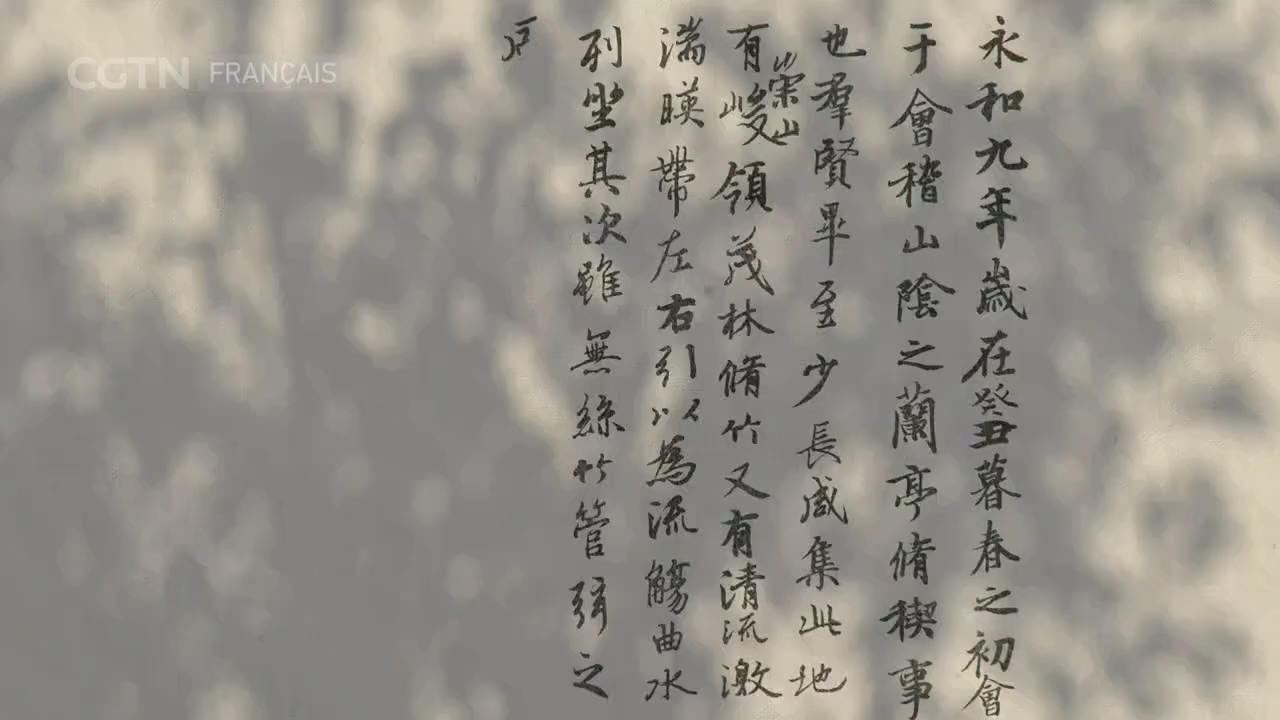 CGTN FRANÇAIS
永和九年歲在癸丑暮春之初會
于會稽山陰之蘭亭脩稧事
也羣賢畢至少長咸集此地
有崇山峻領茂林脩竹又有清流激
湍暎帶左右引以為流觴曲水
列坐其次雖無絲竹管弦之